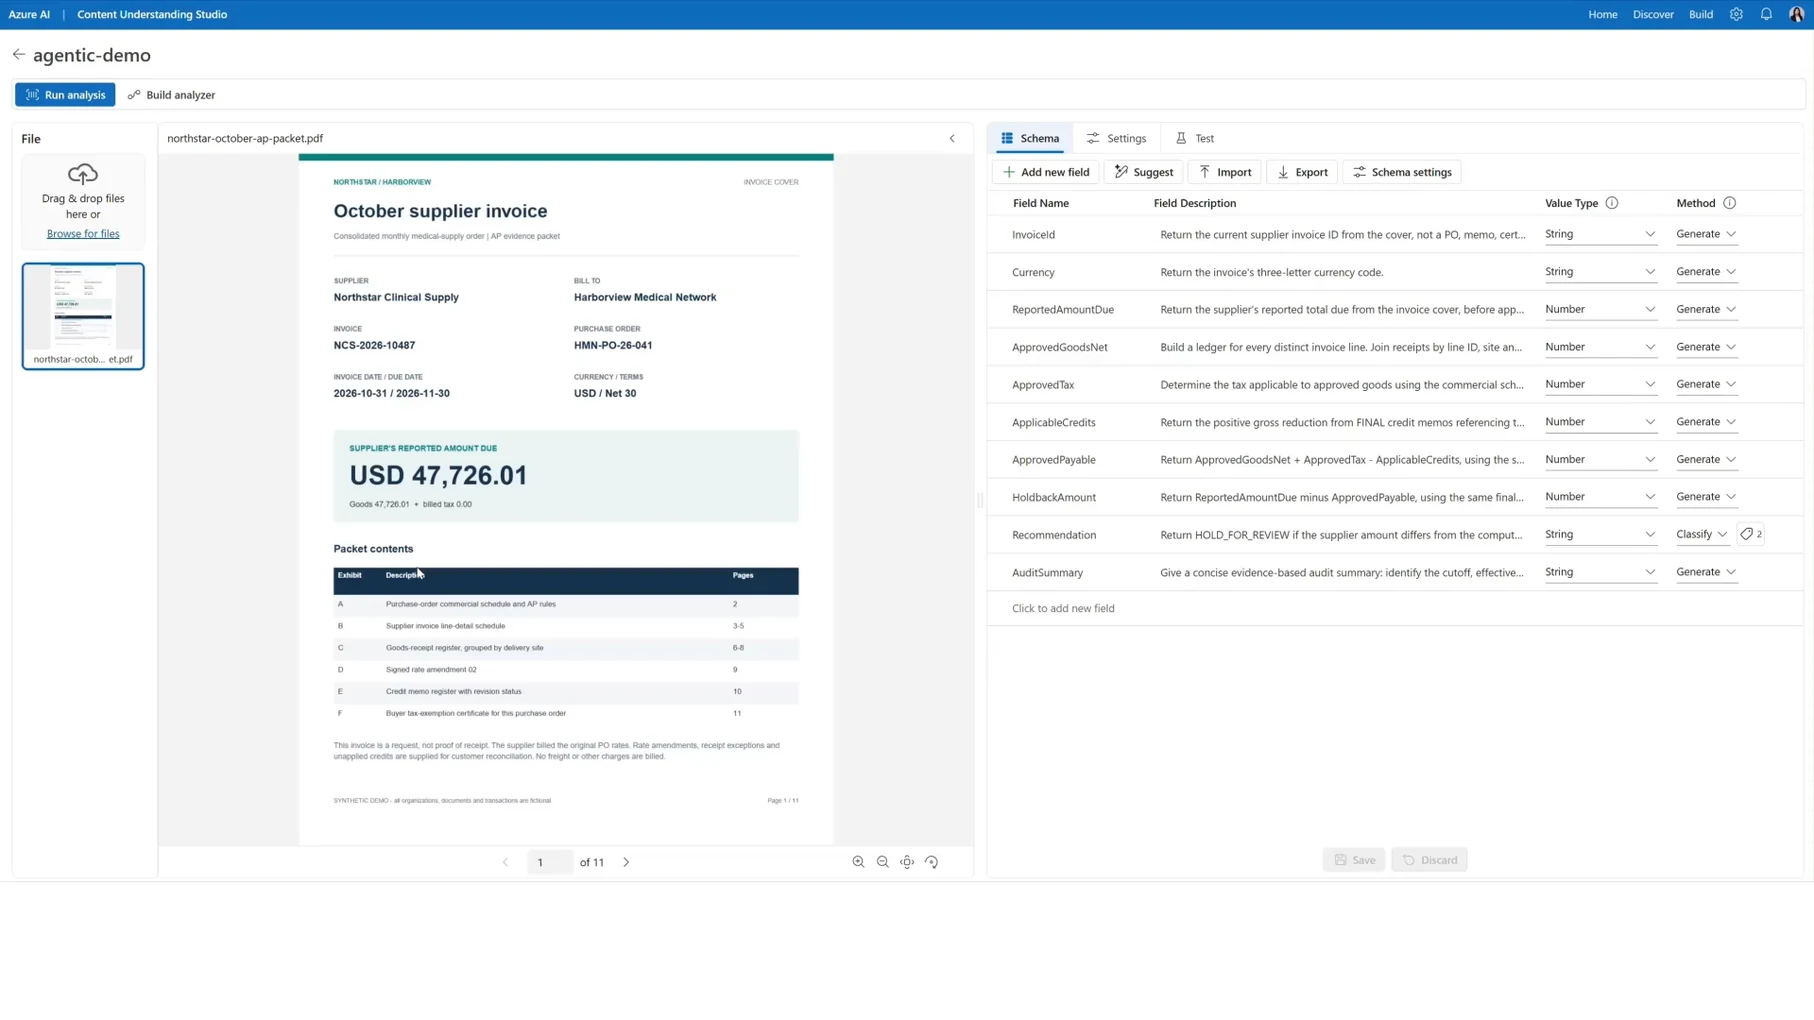 Azure AI | Content Understanding Studio
Home Discover Build
agentic-demo
Run analysis Build analyzer
File
Drag & drop files
here or
Browse for files
northstar-octob... et.pdf
northstar-october-ap-packet.pdf
NORTHSTAR / HARBORVIEW INVOICE COVER
October supplier invoice
Consolidated monthly medical-supply order | AP evidence packet
SUPPLIER BILL TO
Northstar Clinical Supply Harborview Medical Network
INVOICE PURCHASE ORDER
NCS-2026-10487 HMN-PO-26-041
INVOICE DATE / DUE DATE CURRENCY / TERMS
2026-10-31 / 2026-11-30 USD / Net 30
SUPPLIER'S REPORTED AMOUNT DUE
USD 47,726.01
Goods 47,726.01 + billed tax 0.00
Packet contents
Exhibit Description Pages
A Purchase-order commercial schedule and AP rules 2
B Supplier invoice line-detail schedule 3-5
C Goods-receipt register, grouped by delivery site 6-8
D Signed rate amendment 02 9
E Credit memo register with revision status 10
F Buyer tax-exemption certificate for this purchase order 11
This invoice is a request, not proof of receipt. The supplier billed the original PO rates. Rate amendments, receipt exceptions and
unapplied credits are supplied for customer reconciliation. No freight or other charges are billed.
SYNTHETIC DEMO - all organizations, documents and transactions are fictional Page 1 / 11
1 of 11
Schema Settings Test
Add new field Suggest Import Export Schema settings
Field Name Field Description Value Type Method
InvoiceId Return the current supplier invoice ID from the cover, not a PO, memo, cert... String Generate
Currency Return the invoice's three-letter currency code. String Generate
ReportedAmountDue Return the supplier's reported total due from the invoice cover, before app... Number Generate
ApprovedGoodsNet Build a ledger for every distinct invoice line. Join receipts by line ID, site an... Number Generate
ApprovedTax Determine the tax applicable to approved goods using the commercial sch... Number Generate
ApplicableCredits Return the positive gross reduction from FINAL credit memos referencing t... Number Generate
ApprovedPayable Return ApprovedGoodsNet + ApprovedTax - ApplicableCredits, using the s... Number Generate
HoldbackAmount Return ReportedAmountDue minus ApprovedPayable, using the same final... Number Generate
Recommendation Return HOLD_FOR_REVIEW if the supplier amount differs from the comput... String Classify 2
AuditSummary Give a concise evidence-based audit summary: identify the cutoff, effective... String Generate
Click to add new field
Save Discard